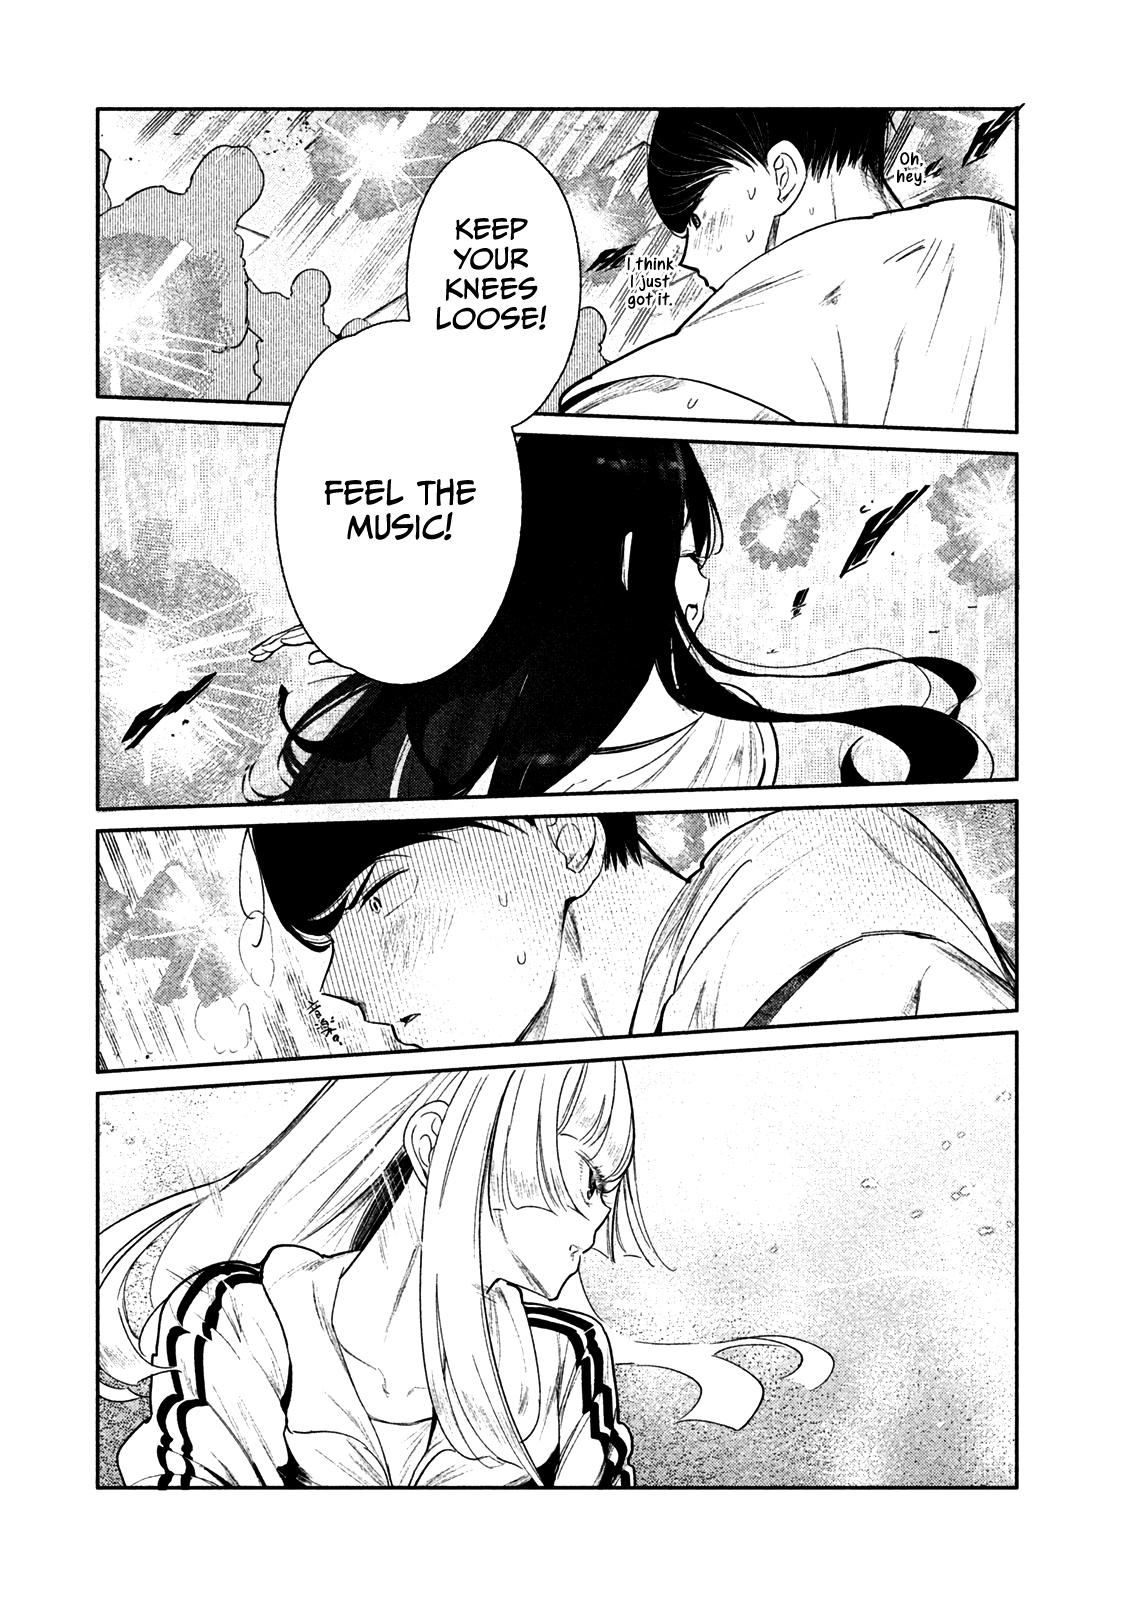 Oh,
hey.
I think
I just
got it.
KEEP
YOUR
KNEES
LOOSE!
FEEL THE
MUSIC!